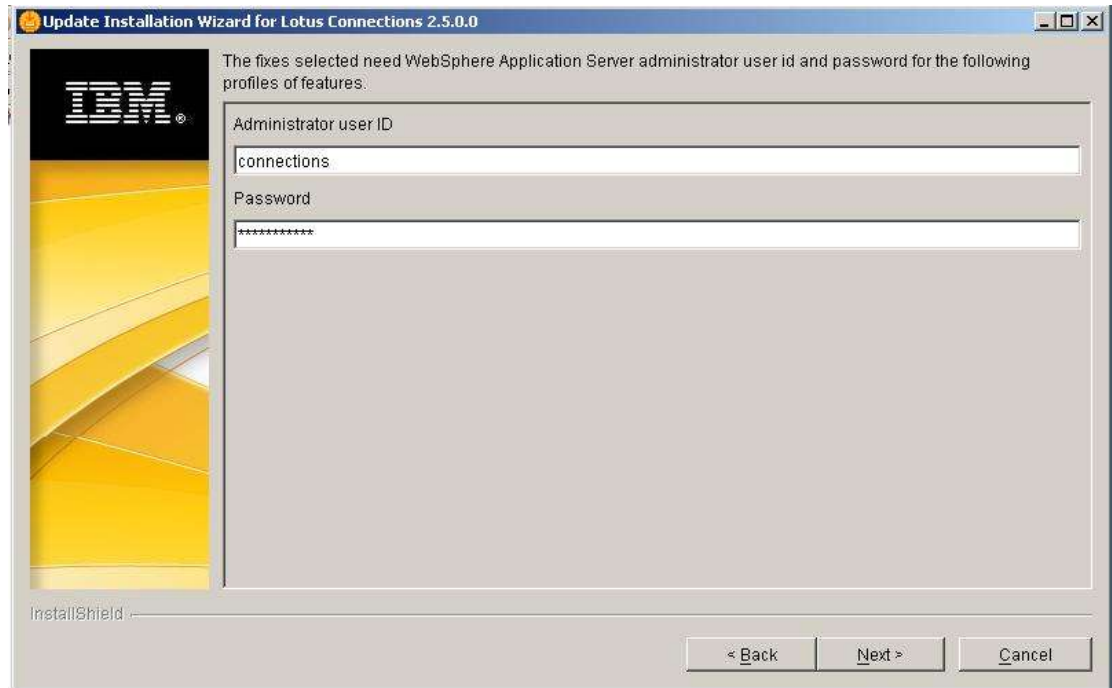 Update Installation Wizard for Lotus Connections 2.5.0.0
IBM®
The fixes selected need WebSphere Application Server administrator user id and password for the following
profiles of features.
Administrator user ID
connections
Password
***********
InstallShield
< Back
Next >
Cancel